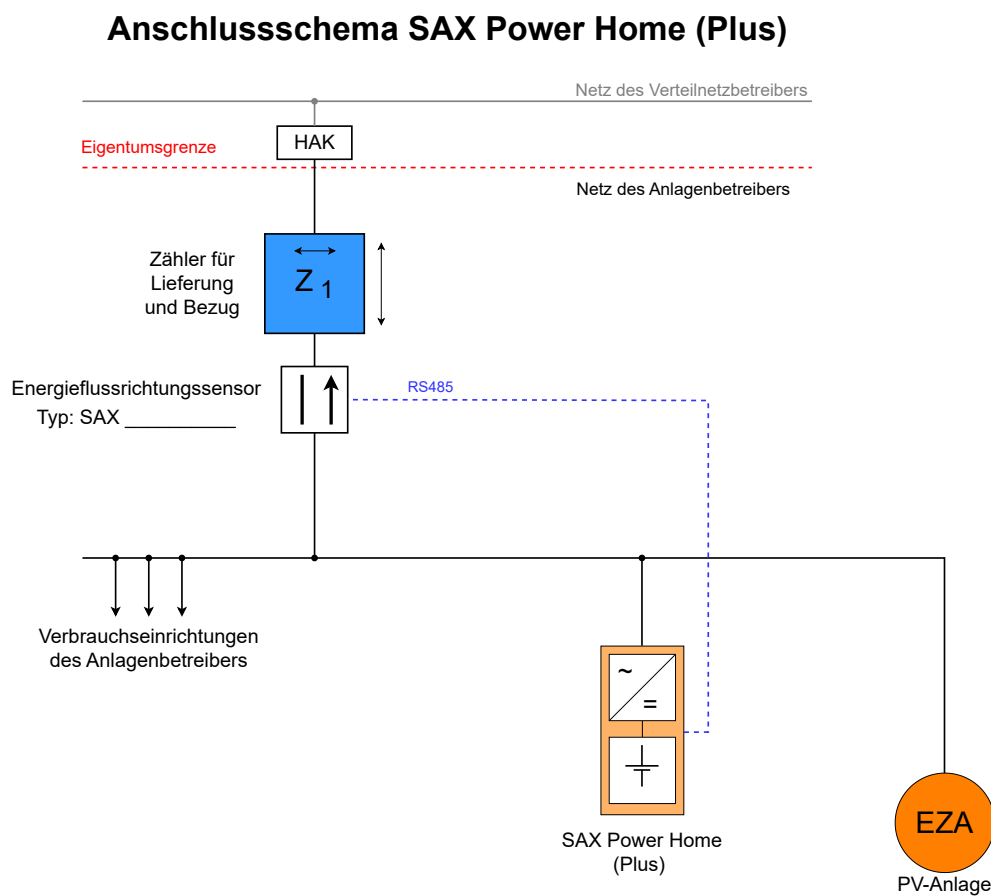 Anschlussschema SAX Power Home (Plus)
Netz des Verteilnetzbetreibers
HAK
Eigentumsgrenze
Netz des Anlagenbetreibers
Zähler für
Lieferung
und Bezug
Z 1
Energieflussrichtungssensor
Typ: SAX __________
RS485
Verbrauchseinrichtungen
des Anlagenbetreibers
~
=
SAX Power Home
(Plus)
EZA
PV-Anlage